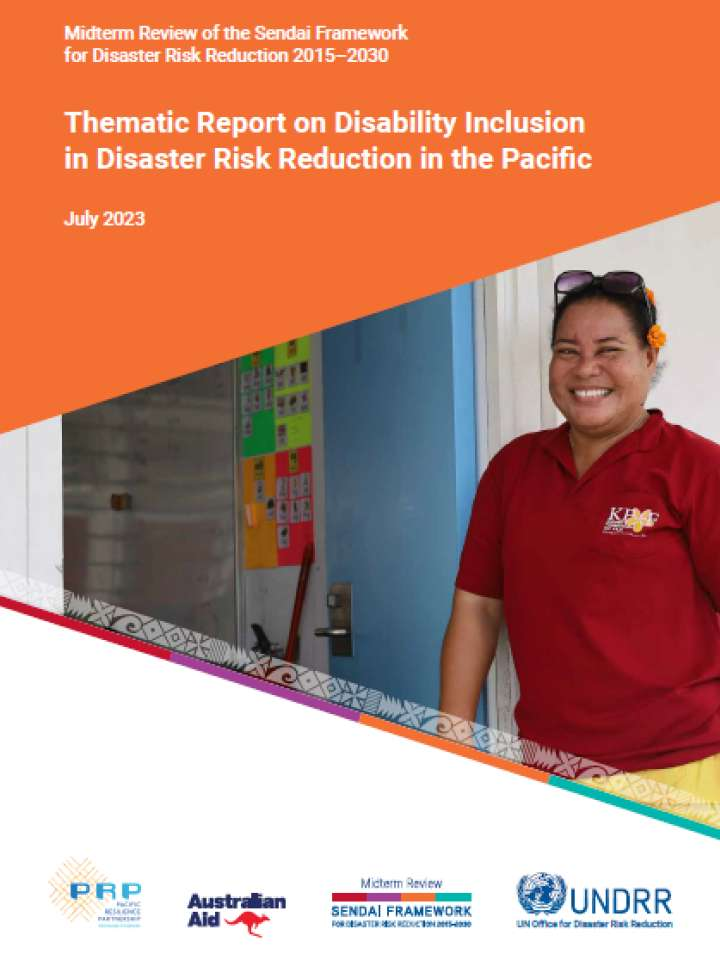 Midterm Review of the Sendai Framework
for Disaster Risk Reduction 2015–2030
Thematic Report on Disability Inclusion
in Disaster Risk Reduction in the Pacific
July 2023
PRP
PACIFIC
RESILIENCE
PARTNERSHIP
Australian
Aid
Midterm Review
SENDAI FRAMEWORK
FOR DISASTER RISK REDUCTION 2015-2030
UNDRR
UN Office for Disaster Risk Reduction